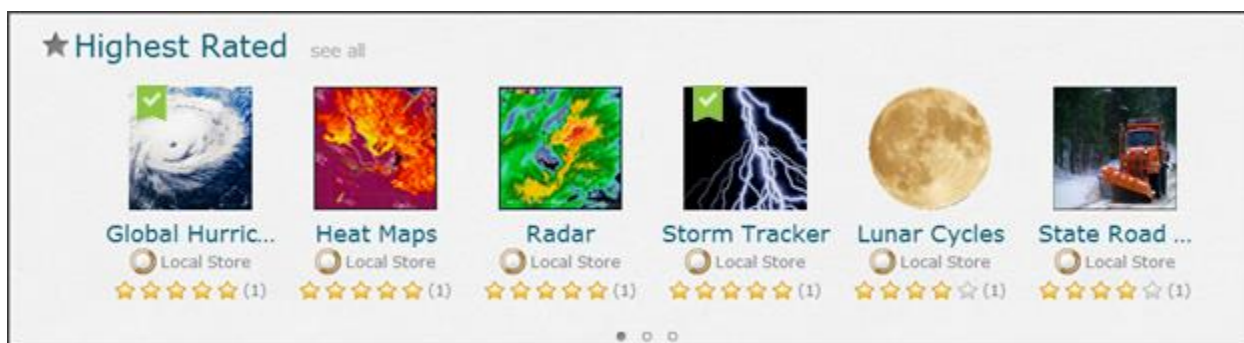 Highest Rated see all
Global Hurric... Heat Maps Radar Storm Tracker Lunar Cycles State Road ...
Local Store Local Store Local Store Local Store Local Store Local Store
(1) (1) (1) (1) (1) (1)